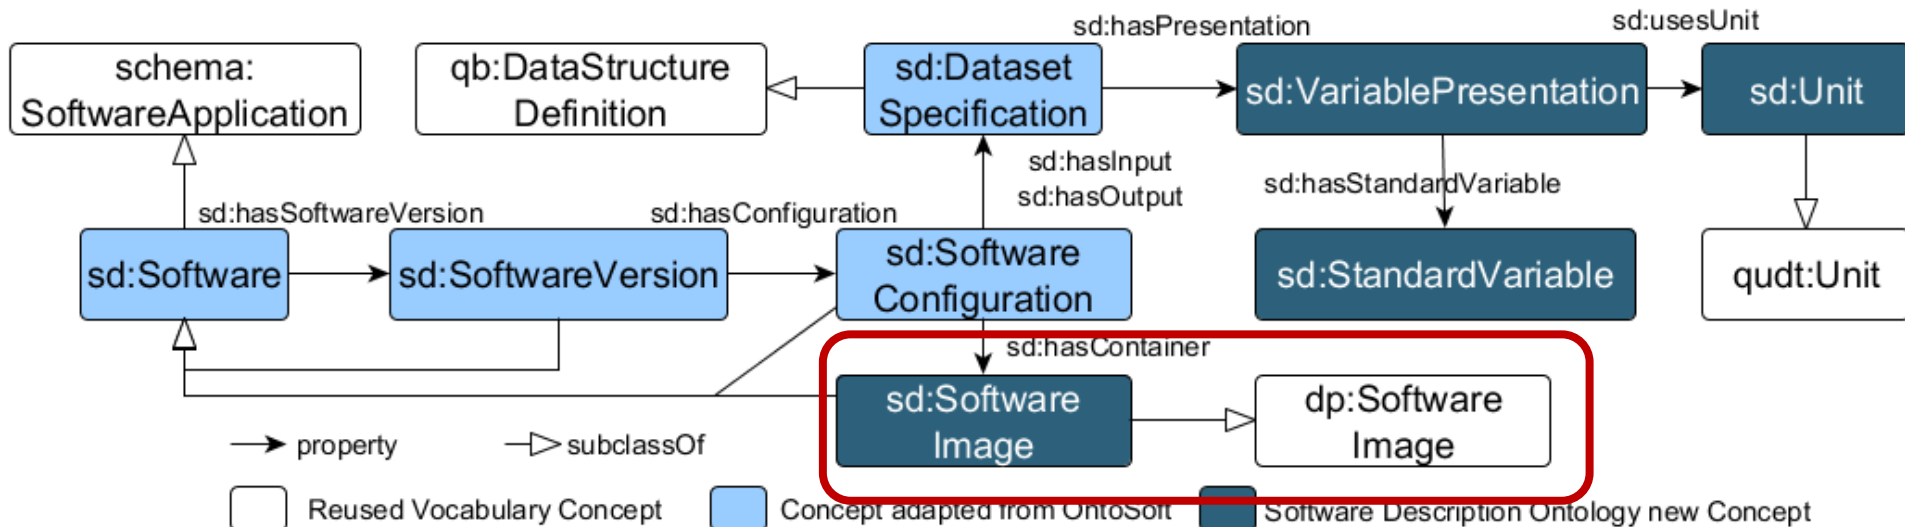 sd:hasPresentation
sd:usesUnit
schema:
SoftwareApplication
qb:DataStructure
Definition
sd:Dataset
Specification
sd:VariablePresentation
sd:Unit
sd:hasInput
sd:hasOutput
sd:hasStandardVariable
sd:hasSoftwareVersion
sd:hasConfiguration
sd:Software
sd:SoftwareVersion
sd:Software
Configuration
sd:StandardVariable
qudt:Unit
sd:hasContainer
sd:Software
Image
dp:Software
Image
property
subclassOf
Reused Vocabulary Concept
Concept adapted from OntoSoft
Software Description Ontology new Concept